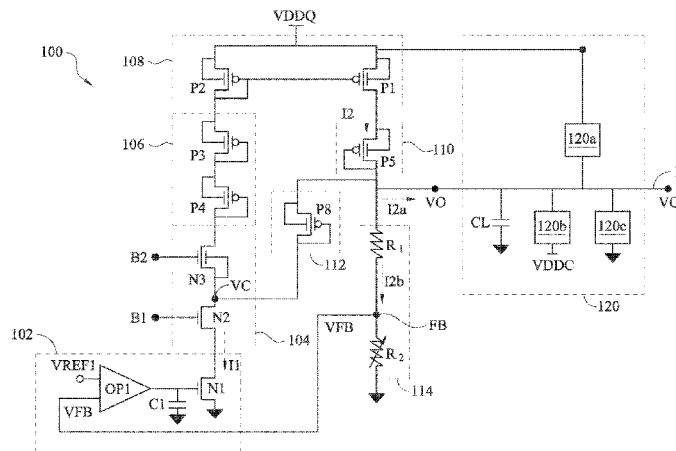 VDDQ
100
108
P2
P1
I2
106
P3
110
P5
120a
P4
P8
VO
I2a
VO
CL
120b
120c
R1
B2
112
VDDC
N3
VC
I2b
120
B1
N2
VFB
FB
102
104
I1
R2
VREF1
OP1
N1
114
VFB
C1